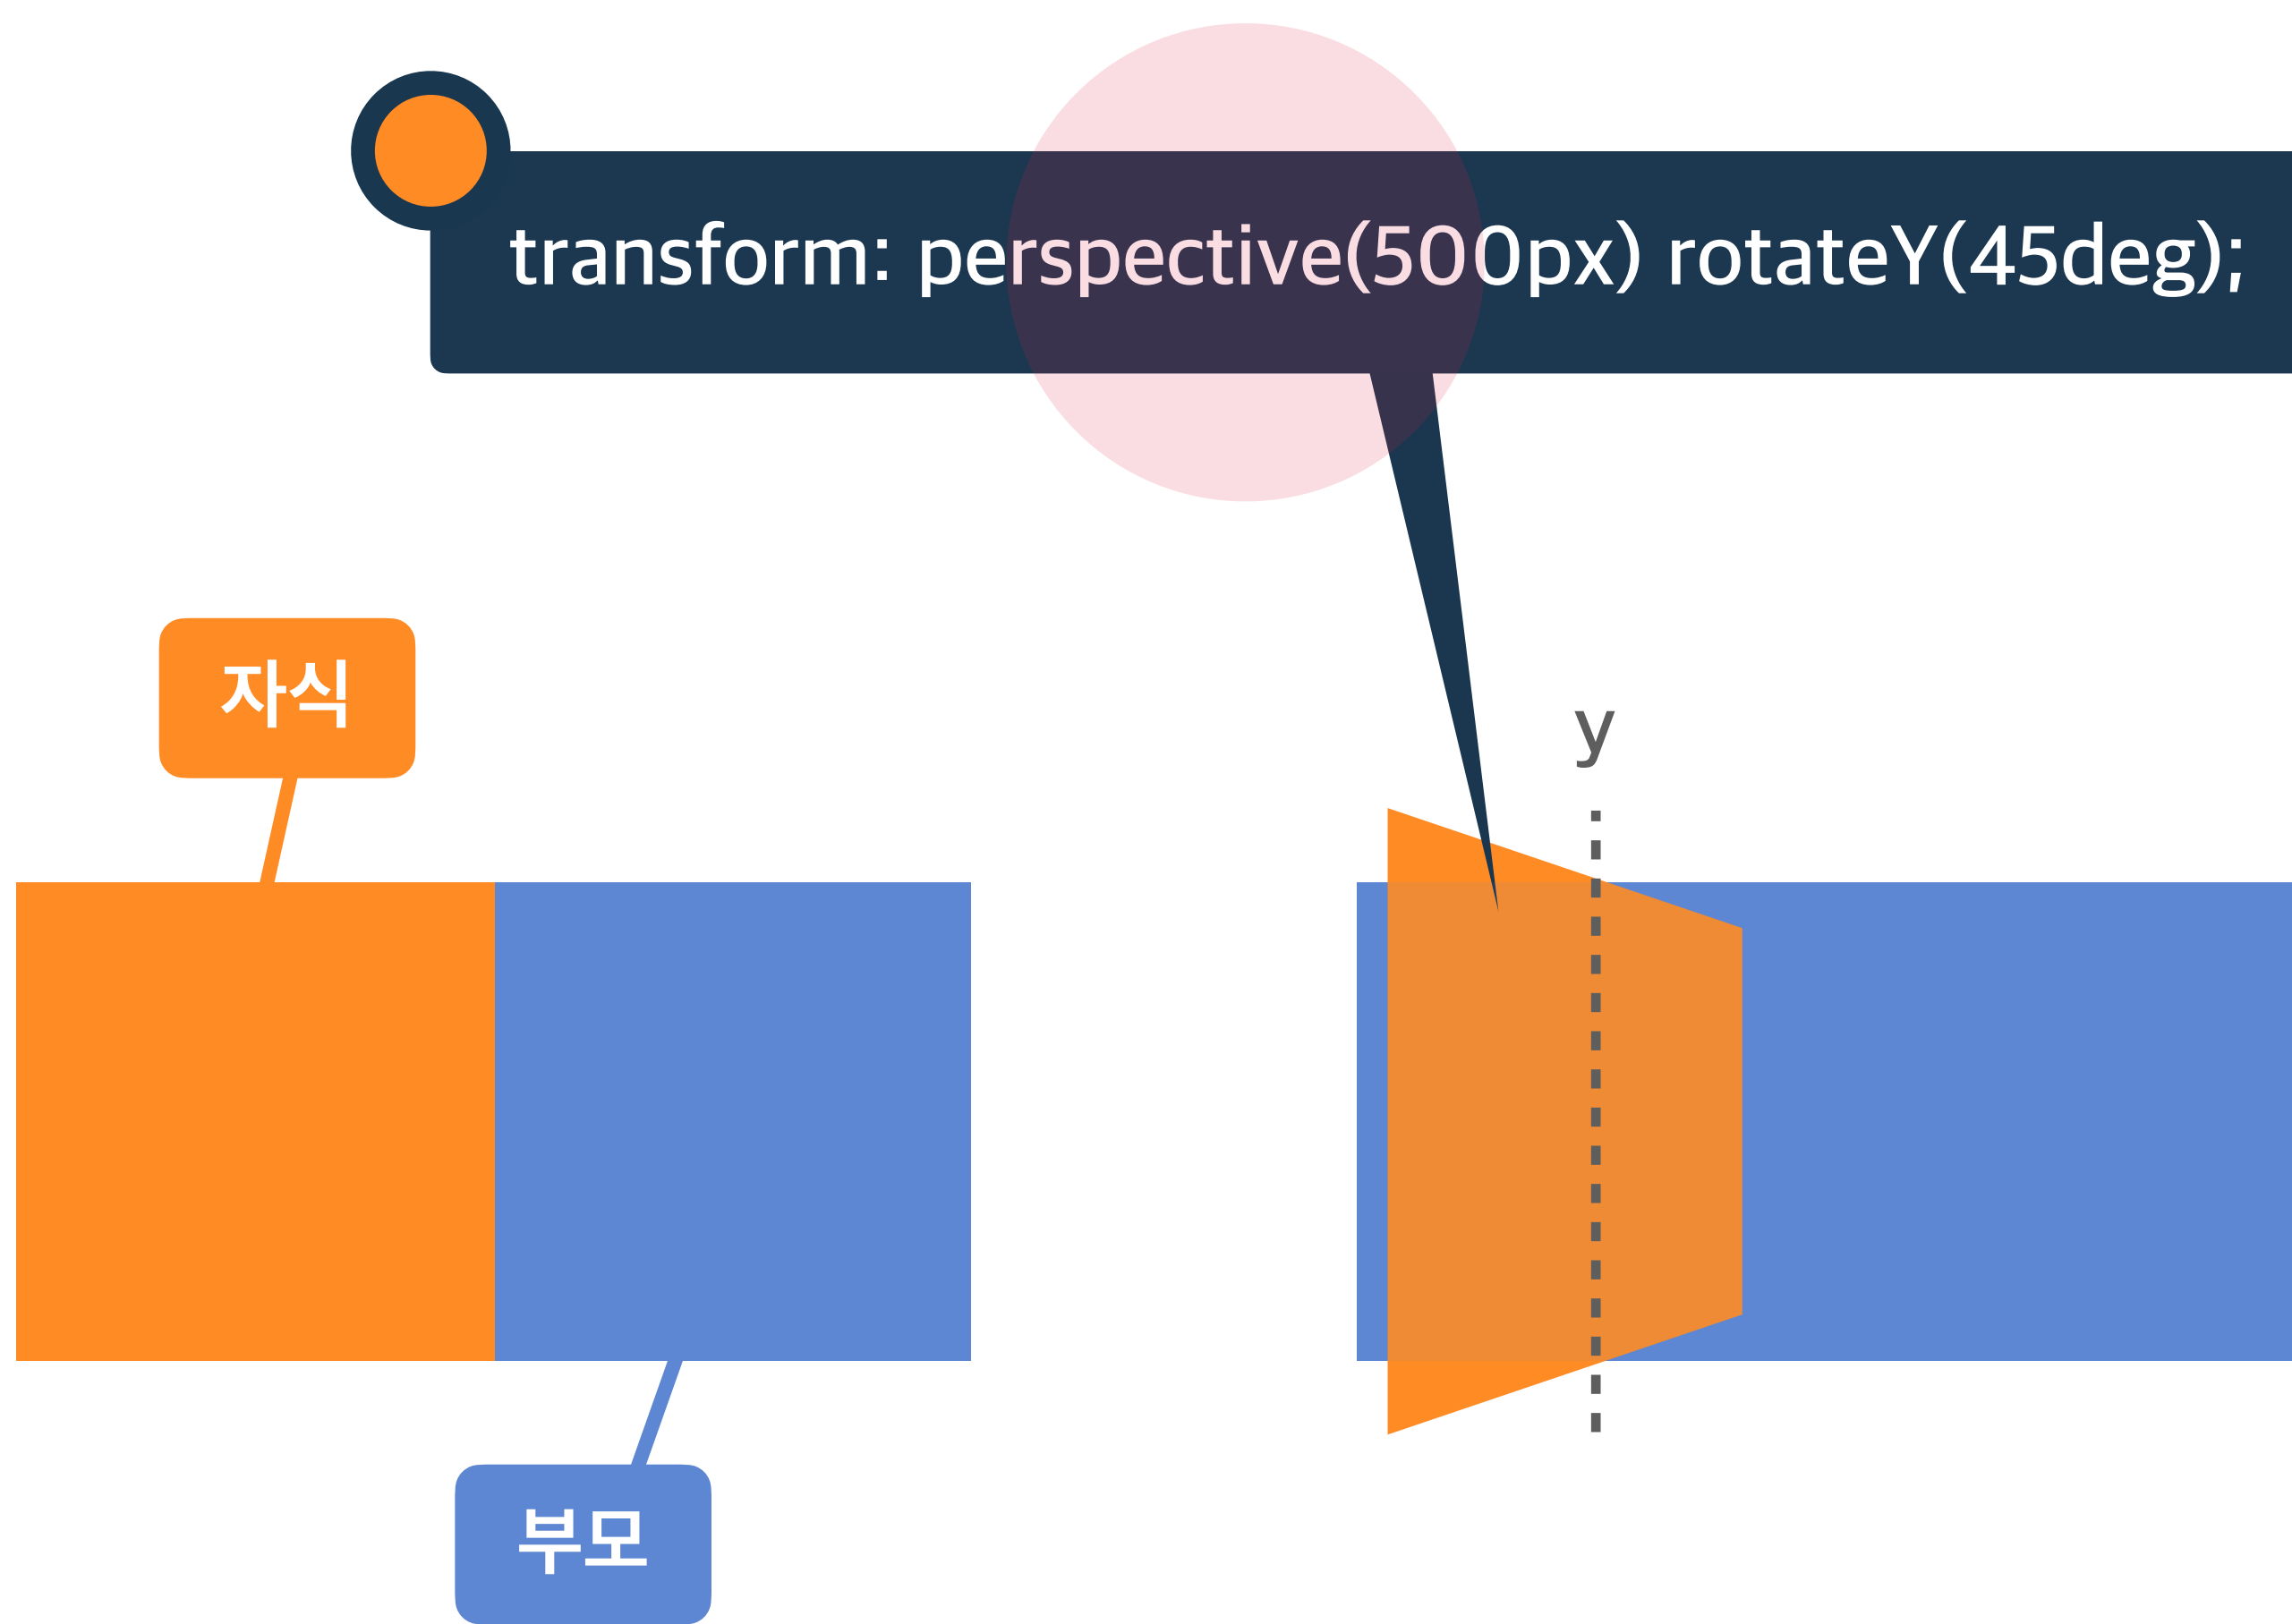 transform: perspective(500px) rotateY(45deg);
자식
y
부모